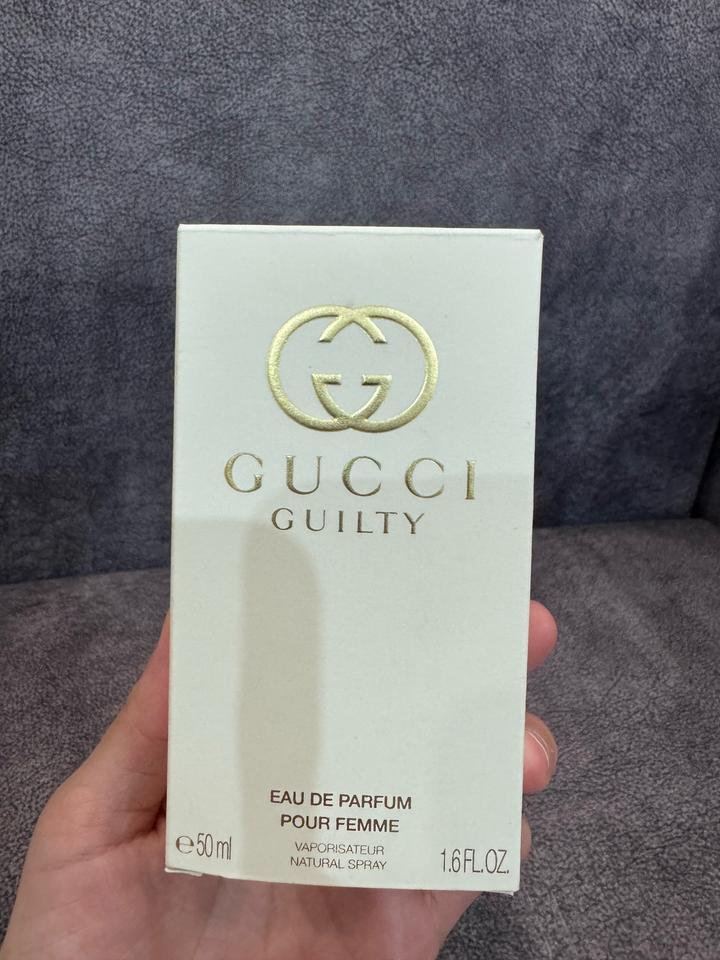 GUCCI
GUILTY
EAU DE PARFUM
POUR FEMME
VAPORISATEUR
NATURAL SPRAY
℮50 ml
1.6 FL.OZ.